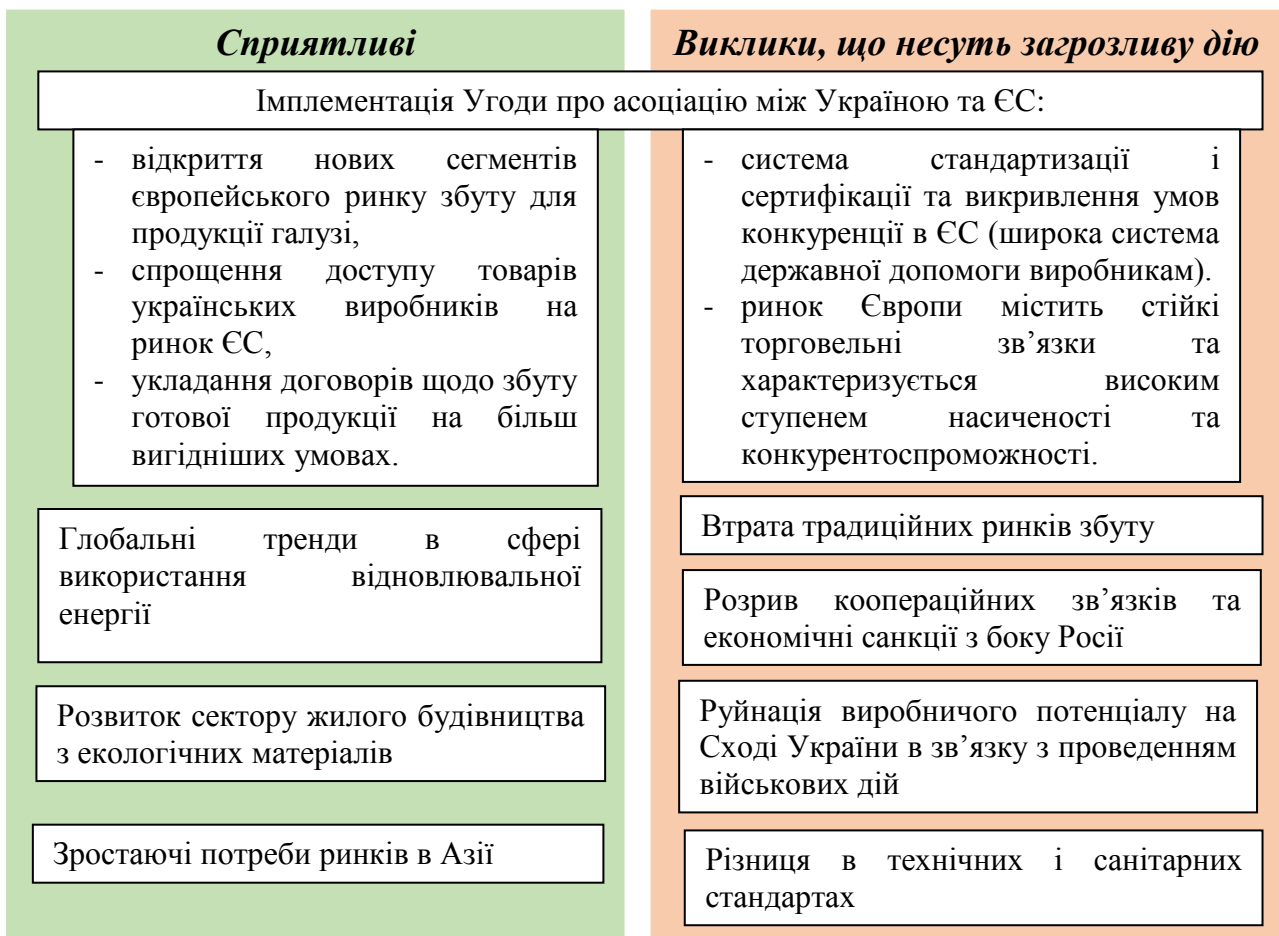 Сприятливі
Виклики, що несуть загрозливу дію
Імплементація Угоди про асоціацію між Україною та ЄС:
- відкриття нових сегментів
європейського ринку збуту для
продукції галузі,
- спрощення доступу товарів
українських виробників на
ринок ЄС,
- укладання договорів щодо збуту
готової продукції на більш
вигідніших умовах.
- система стандартизації і
сертифікації та викривлення умов
конкуренції в ЄС (широка система
державної допомоги виробникам).
- ринок Європи містить стійкі
торговельні зв’язки та
характеризується високим
ступенем насиченості та
конкурентоспроможності.
Глобальні тренди в сфері
використання відновлювальної
енергії
Розвиток сектору жилого будівництва
з екологічних матеріалів
Зростаючі потреби ринків в Азії
Втрата традиційних ринків збуту
Розрив коопераційних зв’язків та
економічні санкції з боку Росії
Руйнація виробничого потенціалу на
Сході України в зв’язку з проведенням
військових дій
Різниця в технічних і санітарних
стандартах